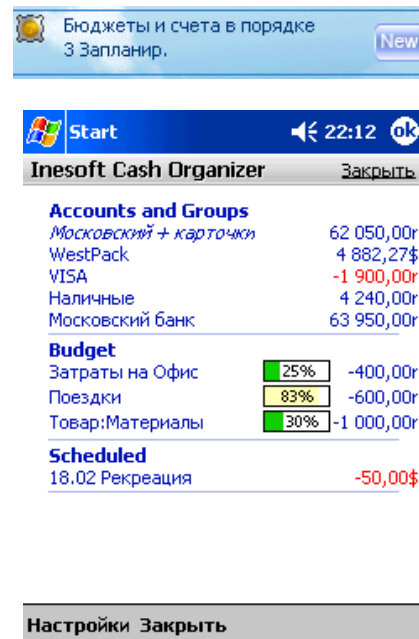 Бюджеты и счета в порядке
3 Запланир.
New
Start 22:12 ok
Inesoft Cash Organizer Закрыть
Accounts and Groups
Московский + карточки 62 050,00r
WestPack 4 882,27$
VISA -1 900,00r
Наличные 4 240,00r
Московский банк 63 950,00r
Budget
Затраты на Офис 25% -400,00r
Поездки 83% -600,00r
Товар:Материалы 30% -1 000,00r
Scheduled
18.02 Рекреация -50,00$
Настройки Закрыть